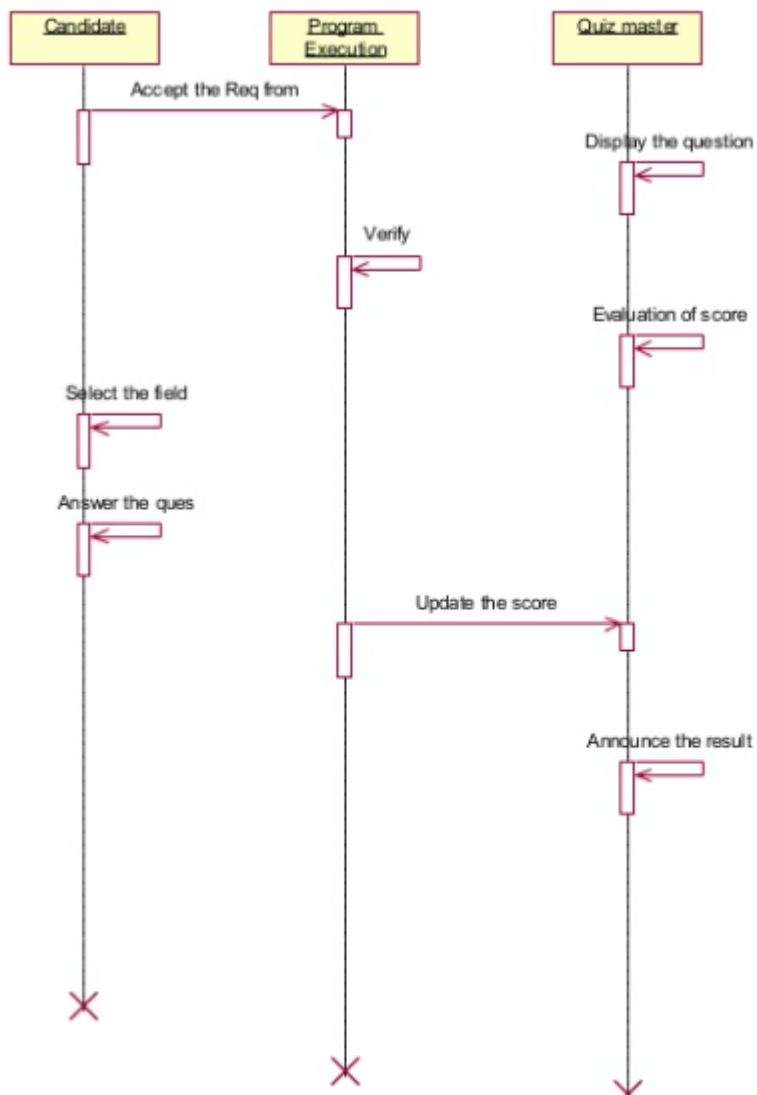 Candidate
Program
Execution
Quiz master
Accept the Req from
Display the question
Verify
Evaluation of score
Select the field
Answer the ques
Update the score
Announce the result